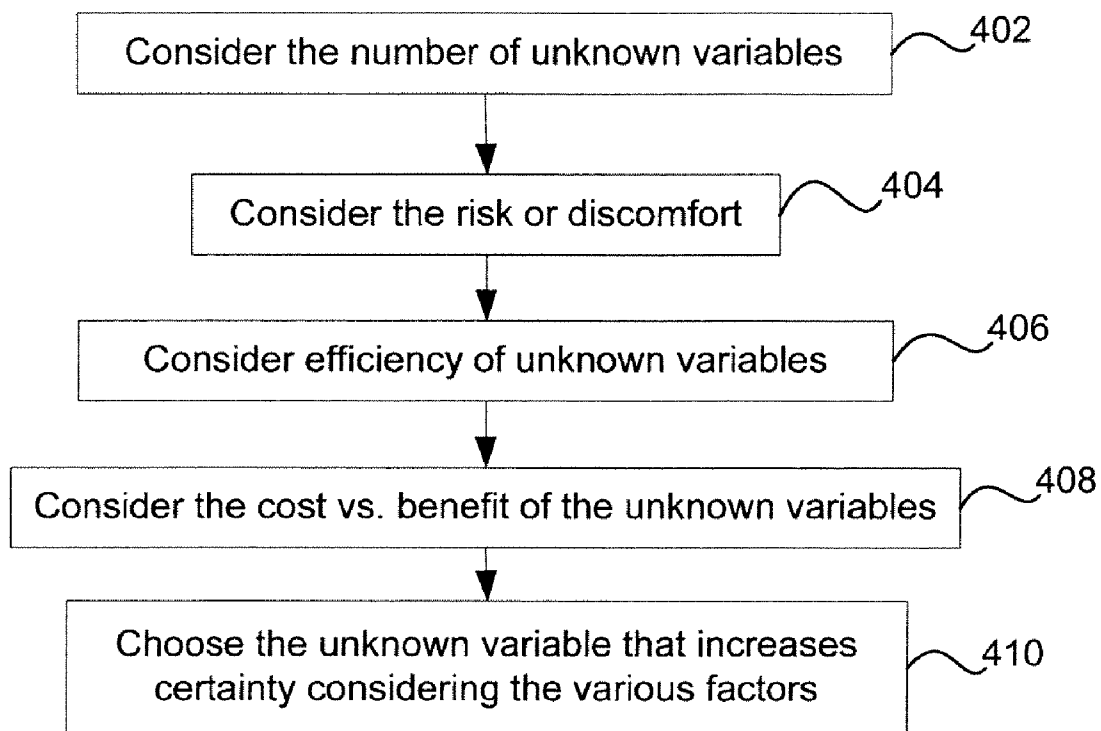 Consider the number of unknown variables
402
Consider the risk or discomfort
404
Consider efficiency of unknown variables
406
Consider the cost vs. benefit of the unknown variables
408
Choose the unknown variable that increases
certainty considering the various factors
410